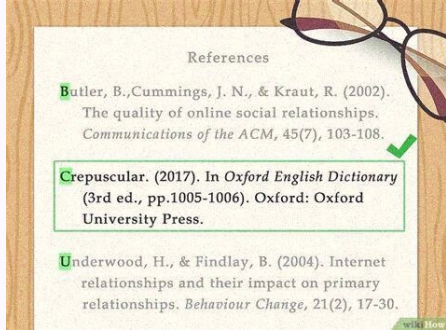 References
Butler, B.,Cummings, J. N., & Kraut, R. (2002).
The quality of online social relationships.
Communications of the ACM, 45(7), 103-108.
Crepuscular. (2017). In Oxford English Dictionary
(3rd ed., pp.1005-1006). Oxford: Oxford
University Press.
Underwood, H., & Findlay, B. (2004). Internet
relationships and their impact on primary
relationships. Behaviour Change, 21(2), 17-30.
wikiHow